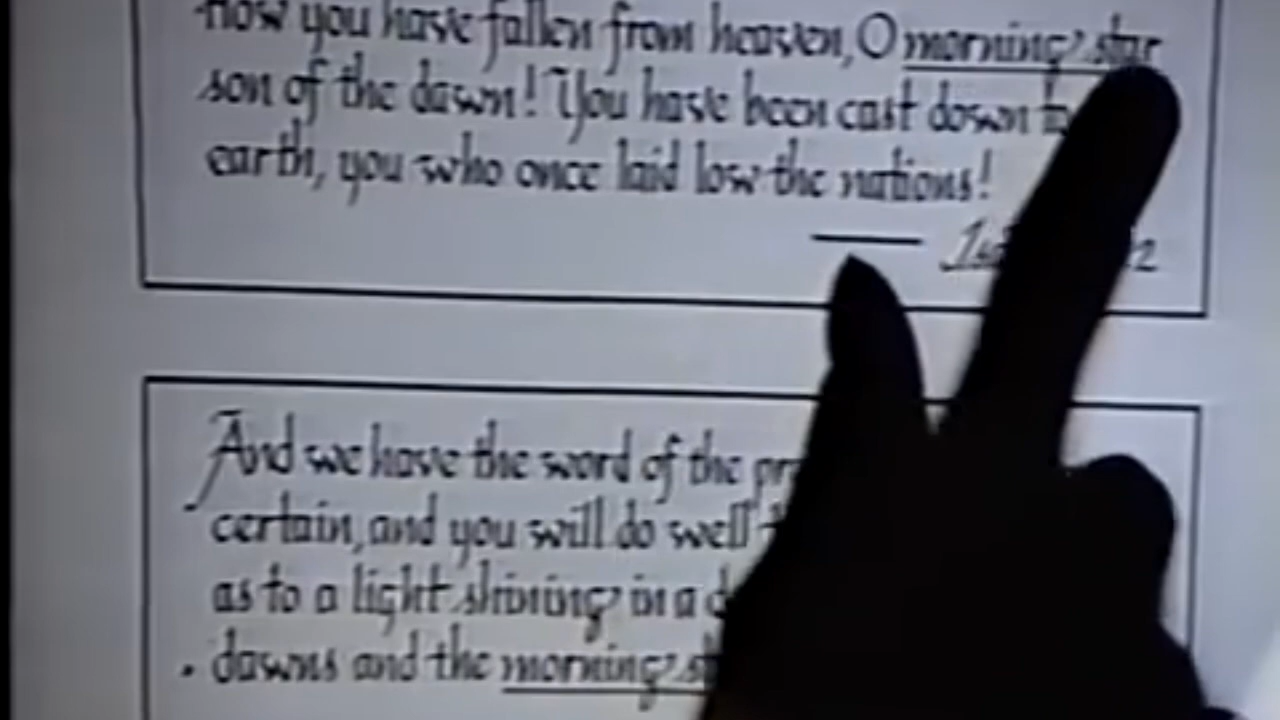 how you have fallen from heaven, O morning star
son of the dawn! You have been cast down to
earth, you who once laid low the nations!
And we have the word of the
certain, and you will do well
as to a light shining in a
dawns and the morning